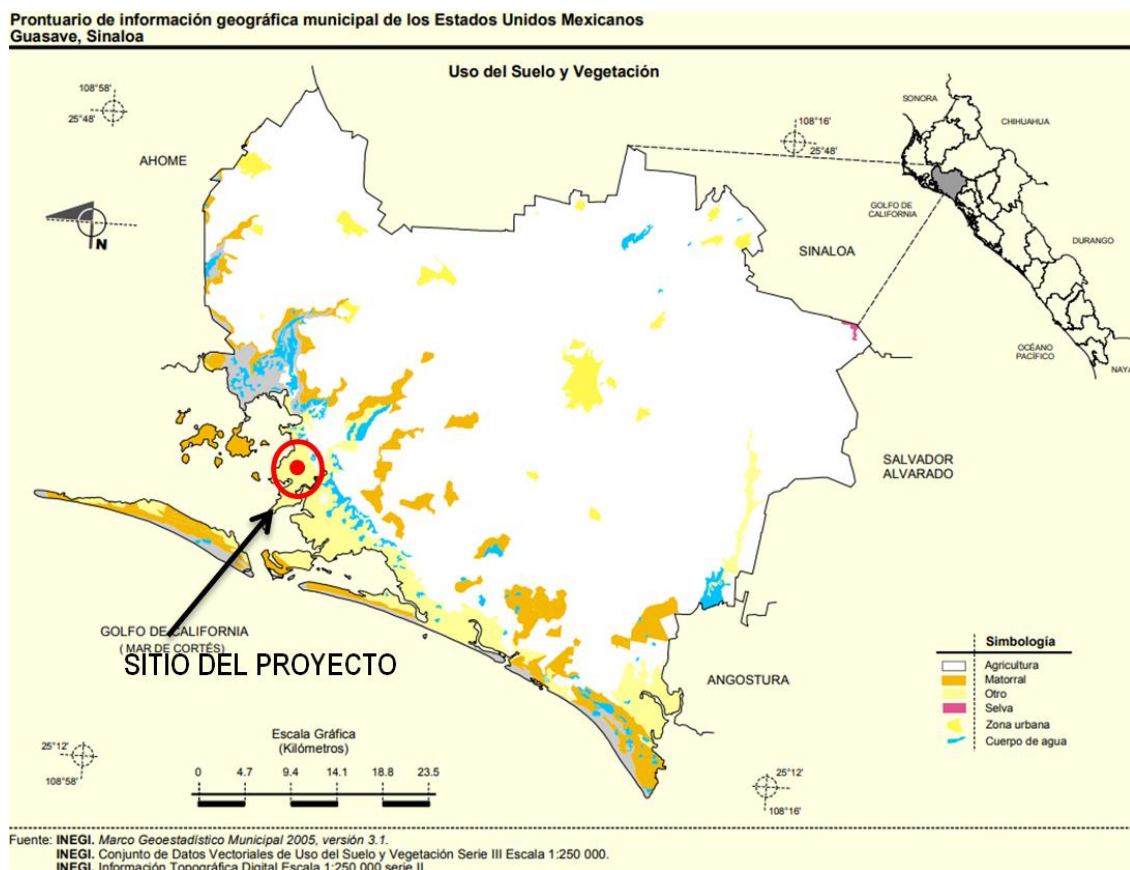 Prontuario de información geográfica municipal de los Estados Unidos Mexicanos
Guasave, Sinaloa
Uso del Suelo y Vegetación
108°58'
25°48'
AHOME
N
108°16'
25°48'
SONORA
CHIHUAHUA
GOLFO DE
CALIFORNIA
DURANGO
SINALOA
OCÉANO
PACÍFICO
NAYA
SALVADOR
ALVARADO
GOLFO DE CALIFORNIA
( MAR DE CORTÉS)
SITIO DEL PROYECTO
ANGOSTURA
Simbología
Agricultura
Matorral
Otro
Selva
Zona urbana
Cuerpo de agua
25°12'
108°58'
Escala Gráfica
(Kilómetros)
0 4.7 9.4 14.1 18.8 23.5
25°12'
108°16'
Fuente: INEGI. Marco Geoestadístico Municipal 2005, versión 3.1.
INEGI. Conjunto de Datos Vectoriales de Uso del Suelo y Vegetación Serie III Escala 1:250 000.
INEGI. Información Topográfica Digital Escala 1:250 000 serie II